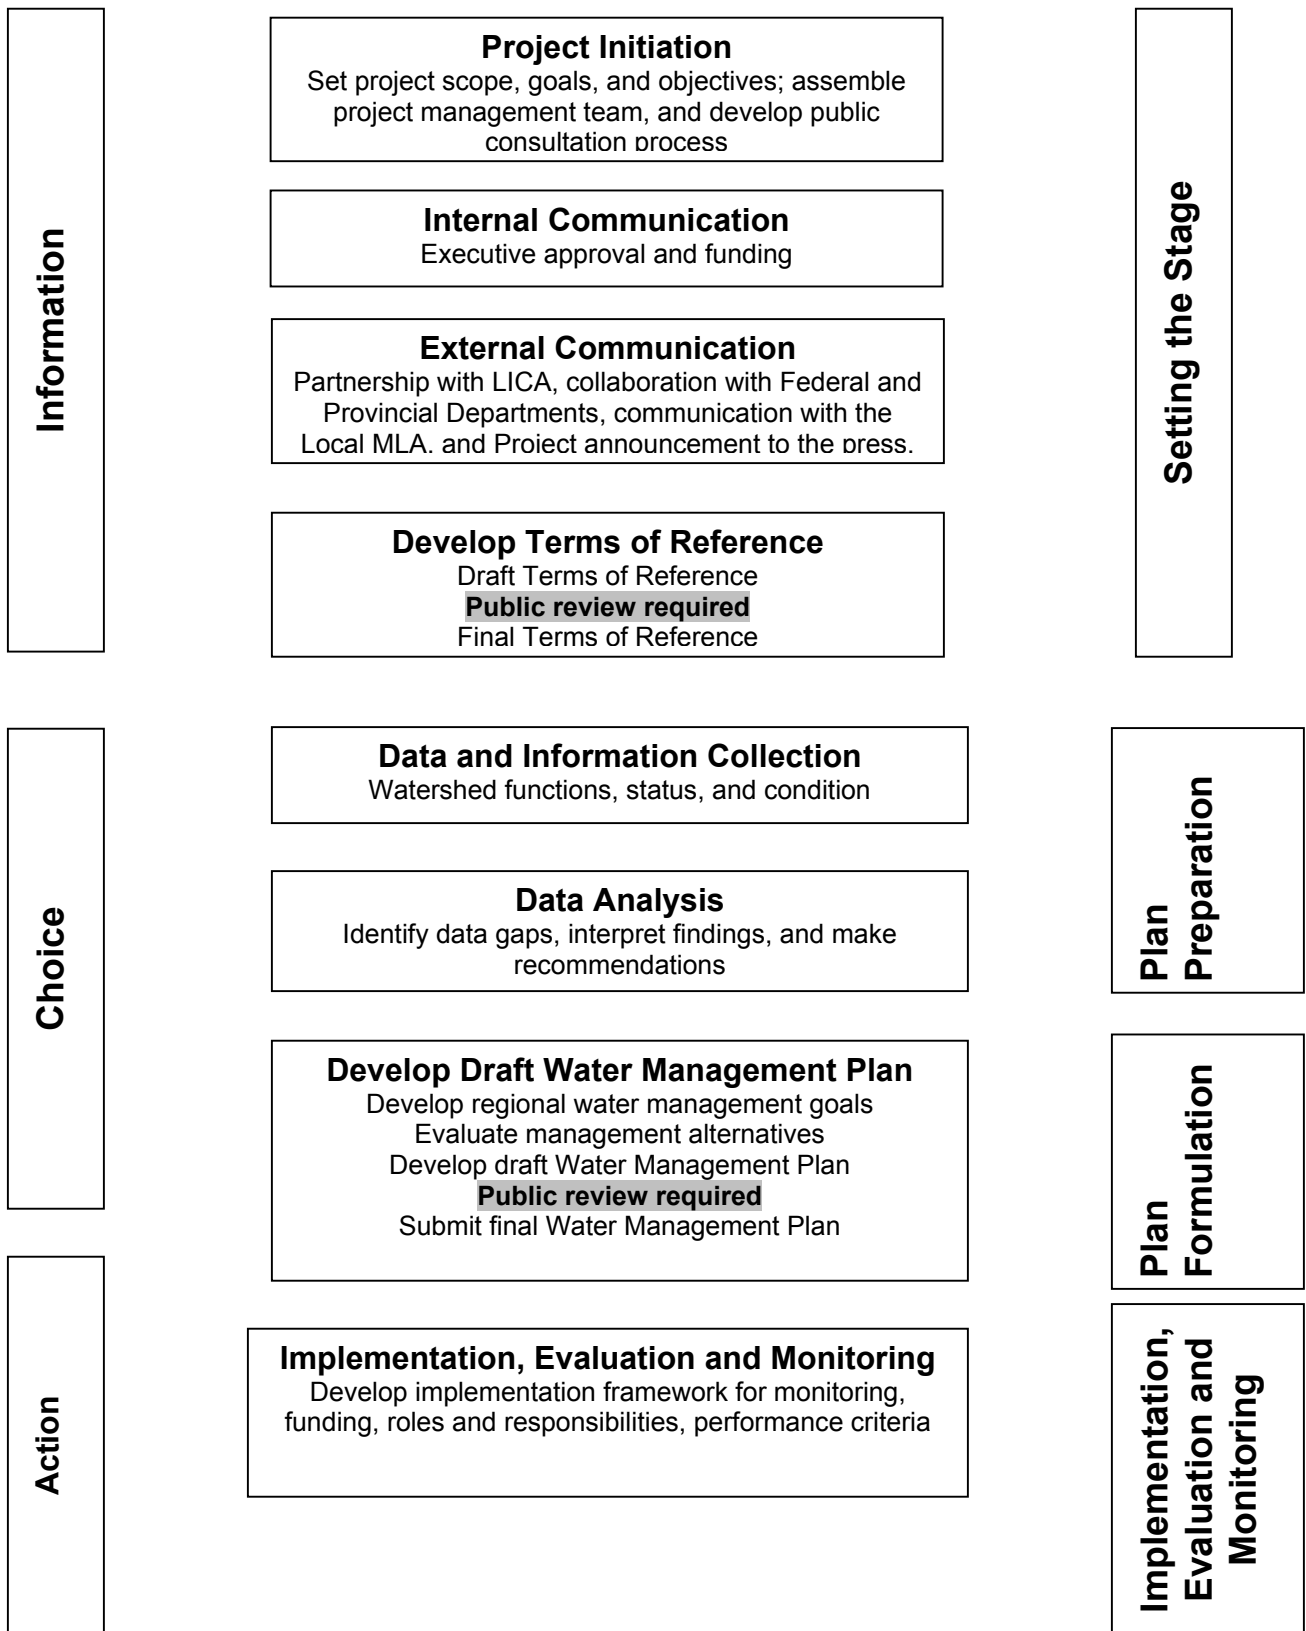 Information
Project Initiation
Set project scope, goals, and objectives; assemble
project management team, and develop public
consultation process
Internal Communication
Executive approval and funding
External Communication
Partnership with LICA, collaboration with Federal and
Provincial Departments, communication with the
Local MLA, and Project announcement to the press.
Develop Terms of Reference
Draft Terms of Reference
Public review required
Final Terms of Reference
Setting the Stage
Choice
Data and Information Collection
Watershed functions, status, and condition
Data Analysis
Identify data gaps, interpret findings, and make
recommendations
Plan
Preparation
Develop Draft Water Management Plan
Develop regional water management goals
Evaluate management alternatives
Develop draft Water Management Plan
Public review required
Submit final Water Management Plan
Plan
Formulation
Action
Implementation, Evaluation and Monitoring
Develop implementation framework for monitoring,
funding, roles and responsibilities, performance criteria
Implementation,
Evaluation and
Monitoring